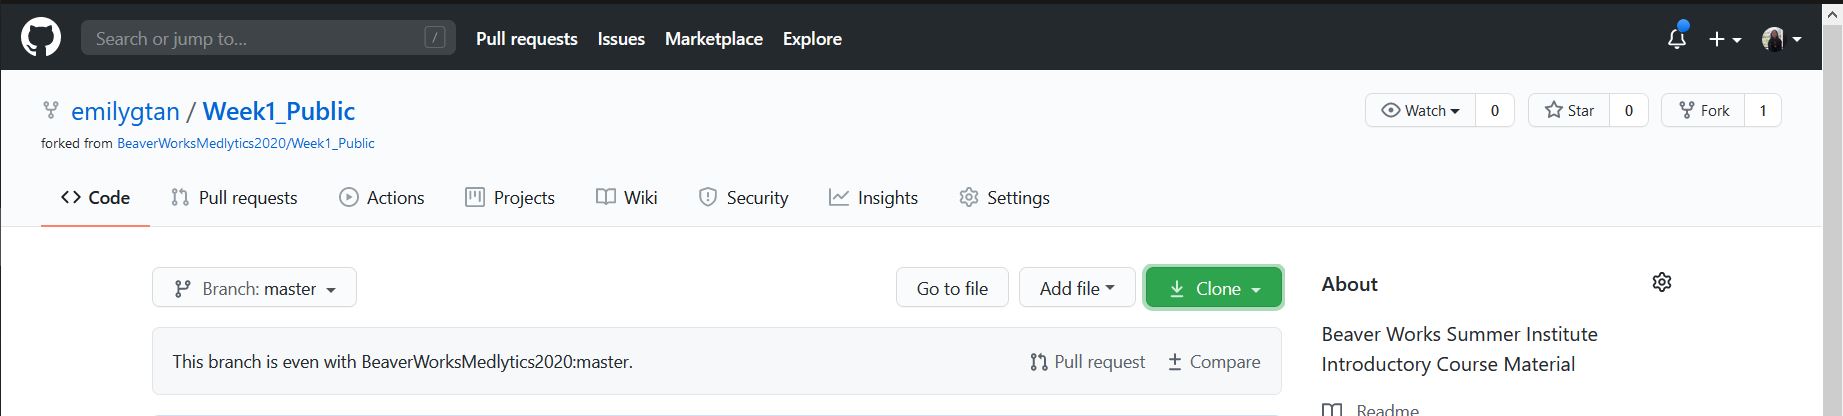 Search or jump to... / Pull requests Issues Marketplace Explore
emilygtan / Week1_Public Watch 0 Star 0 Fork 1
forked from BeaverWorksMedlytics2020/Week1_Public
Code Pull requests Actions Projects Wiki Security Insights Settings
Branch: master Go to file Add file Clone
About
This branch is even with BeaverWorksMedlytics2020:master. Pull request Compare
Beaver Works Summer Institute
Introductory Course Material
Readme